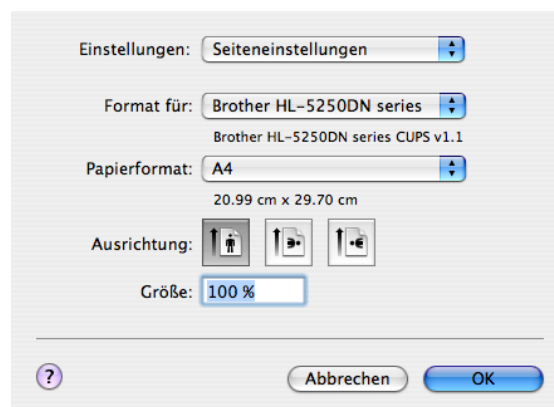 Einstellungen: Seiteneinstellungen
Format für: Brother HL-5250DN series
Brother HL-5250DN series CUPS v1.1
Papierformat: A4
20.99 cm x 29.70 cm
Ausrichtung:
Größe: 100 %
? Abbrechen OK